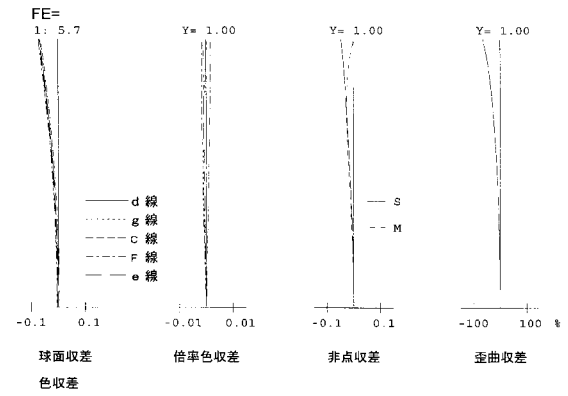 FE=
1: 5.7
Y= 1.00
Y= 1.00
Y= 1.00
d 線
g 線
C 線
F 線
e 線
S
M
-0.1 0.1
-0.01 0.01
-0.1 0.1
-100 100 %
球面収差
色収差
倍率色収差
非点収差
歪曲収差